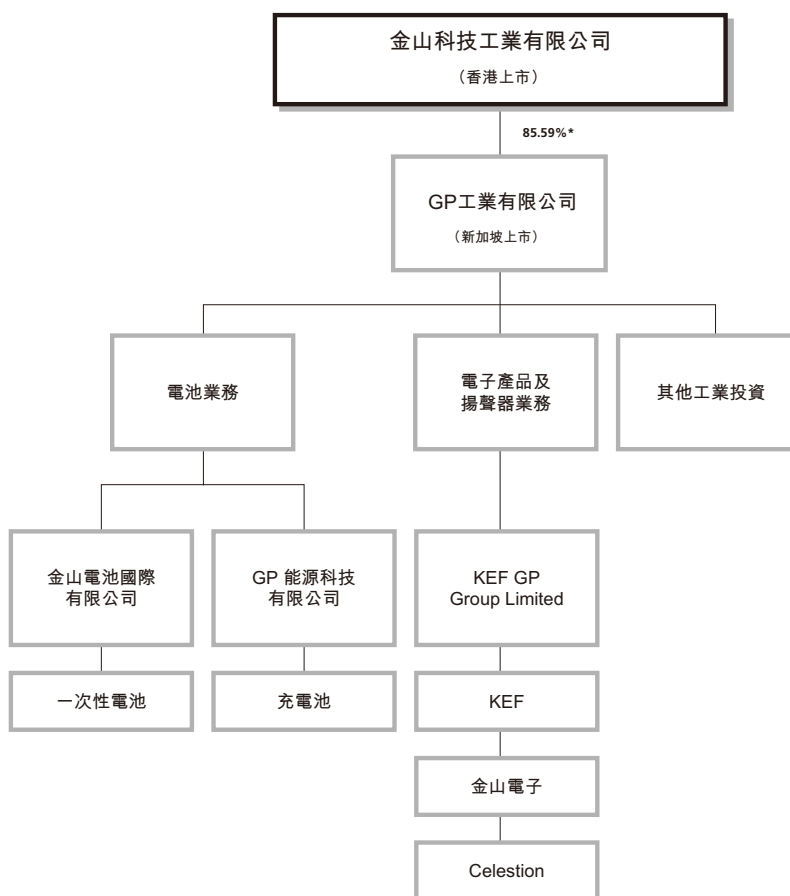 金山科技工業有限公司
（香港上市）
85.59%*
GP工業有限公司
（新加坡上市）
電池業務
電子產品及
揚聲器業務
其他工業投資
金山電池國際
有限公司
GP 能源科技
有限公司
KEF GP
Group Limited
一次性電池
充電池
KEF
金山電子
Celestion